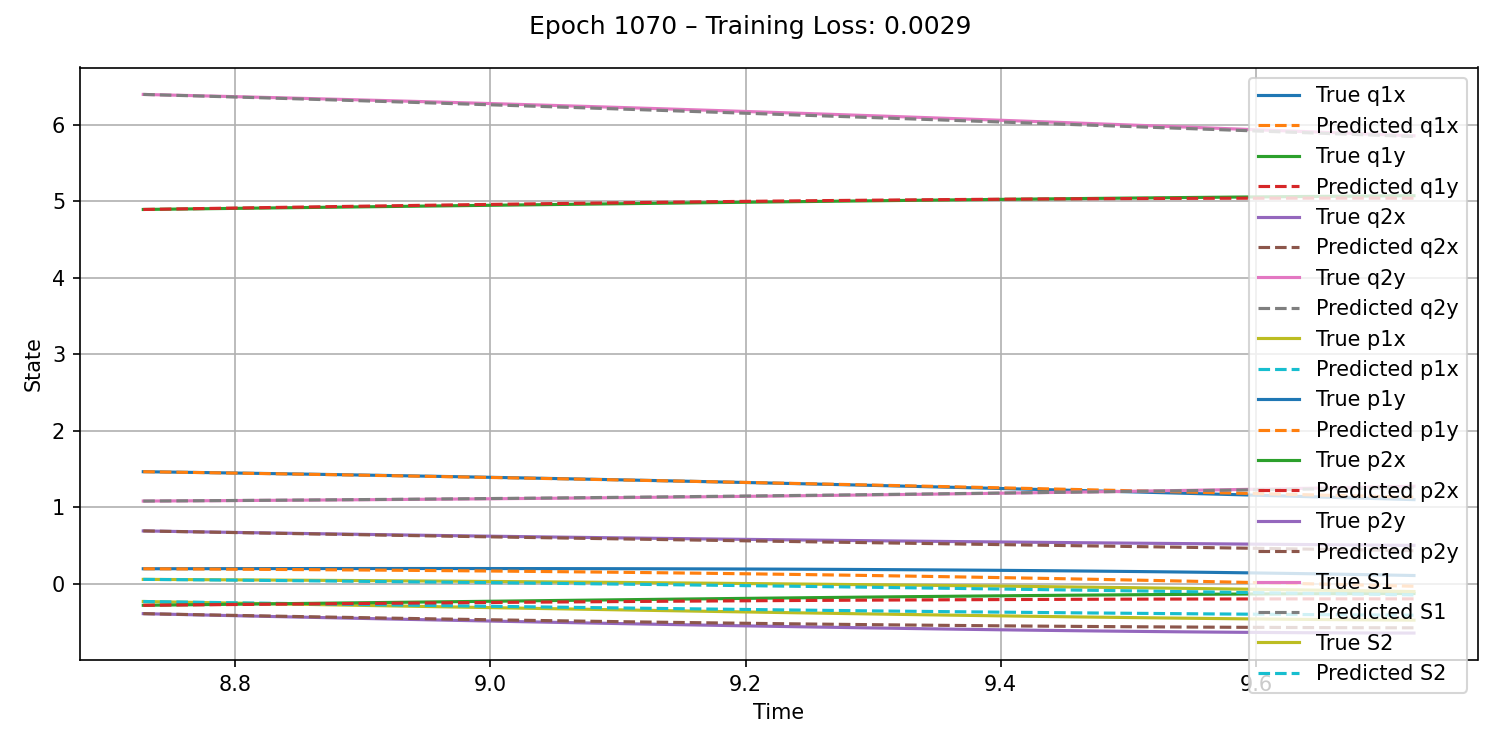 Epoch 1070 – Training Loss: 0.0029
State
6
5
4
3
2
1
0
8.8
9.0
9.2
9.4
9.6
Time
True q1x
Predicted q1x
True q1y
Predicted q1y
True q2x
Predicted q2x
True q2y
Predicted q2y
True p1x
Predicted p1x
True p1y
Predicted p1y
True p2x
Predicted p2x
True p2y
Predicted p2y
True S1
Predicted S1
True S2
Predicted S2